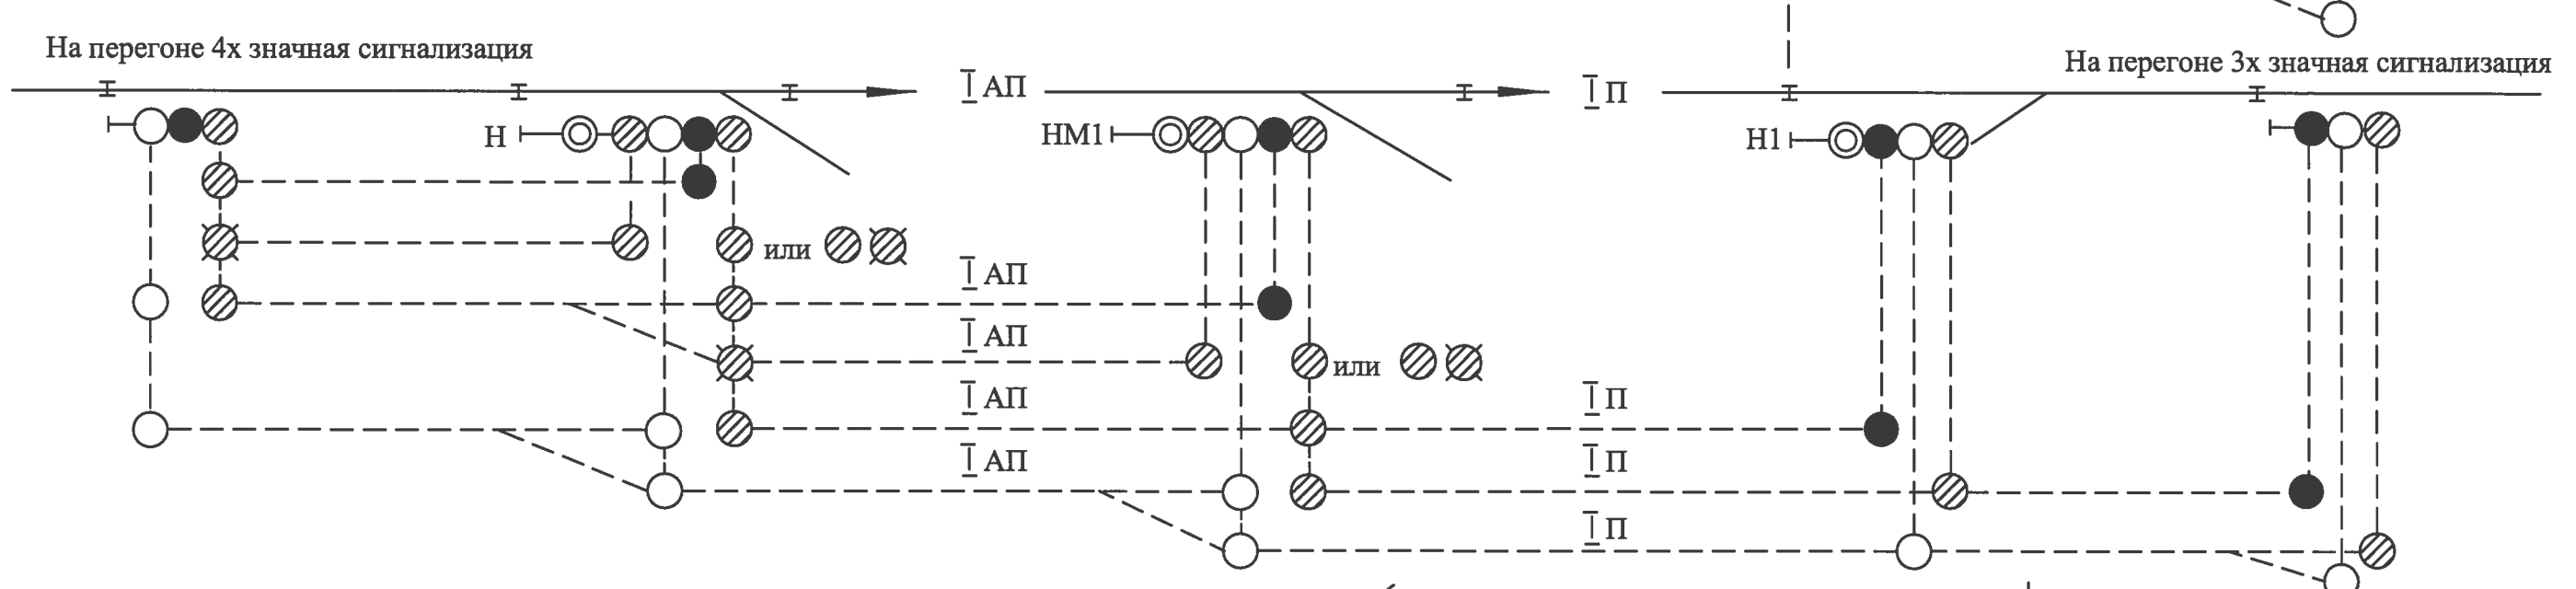 На перегоне 4х значная сигнализация
На перегоне 3х значная сигнализация
I АП
I П
Н
НМ1
Н1
или
I АП
I АП
или
I АП
I П
I АП
I П
I П